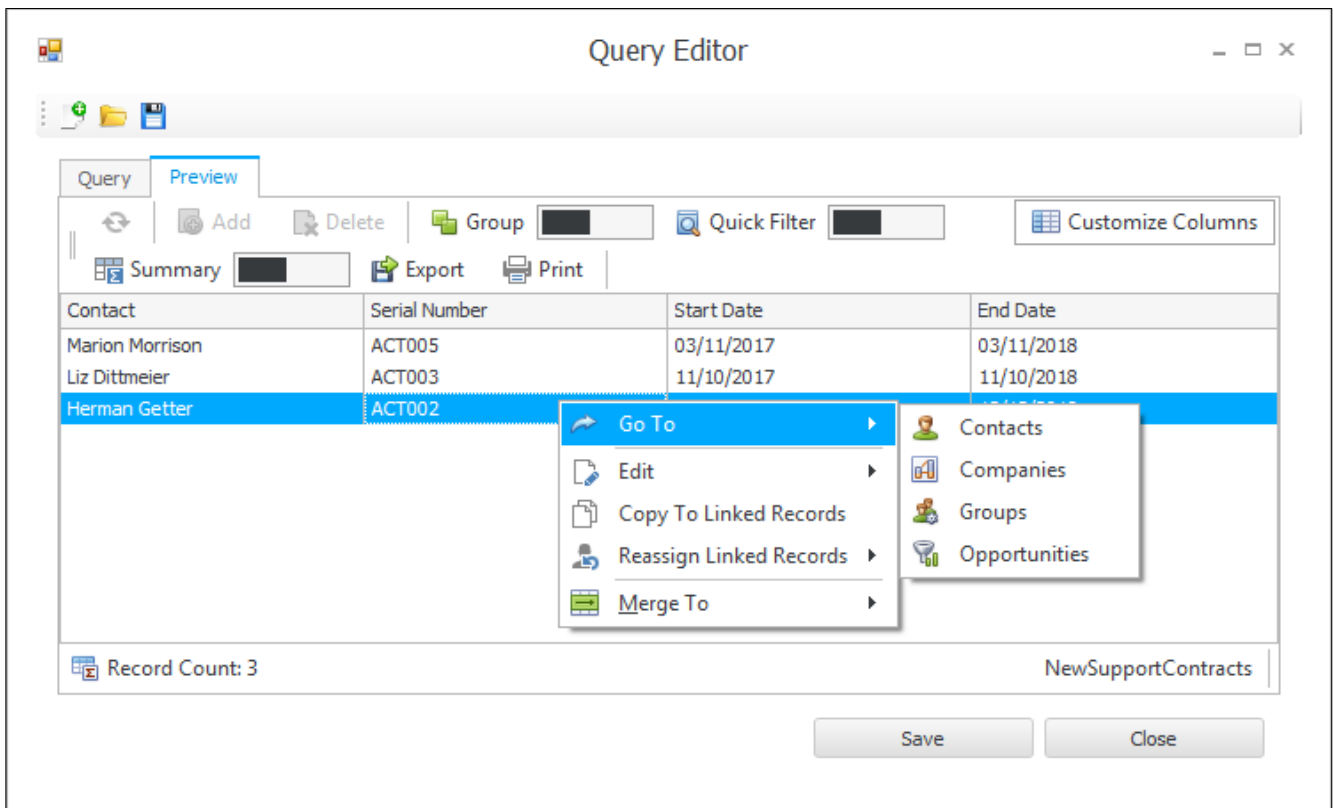 Query Editor
Query Preview
Add Delete Group Quick Filter Customize Columns
Summary Export Print
Contact Serial Number Start Date End Date
Marion Morrison ACT005 03/11/2017 03/11/2018
Liz Dittmeier ACT003 11/10/2017 11/10/2018
Herman Getter ACT002
Go To
Contacts
Edit
Companies
Copy To Linked Records
Groups
Reassign Linked Records
Opportunities
Merge To
Record Count: 3 NewSupportContracts
Save Close